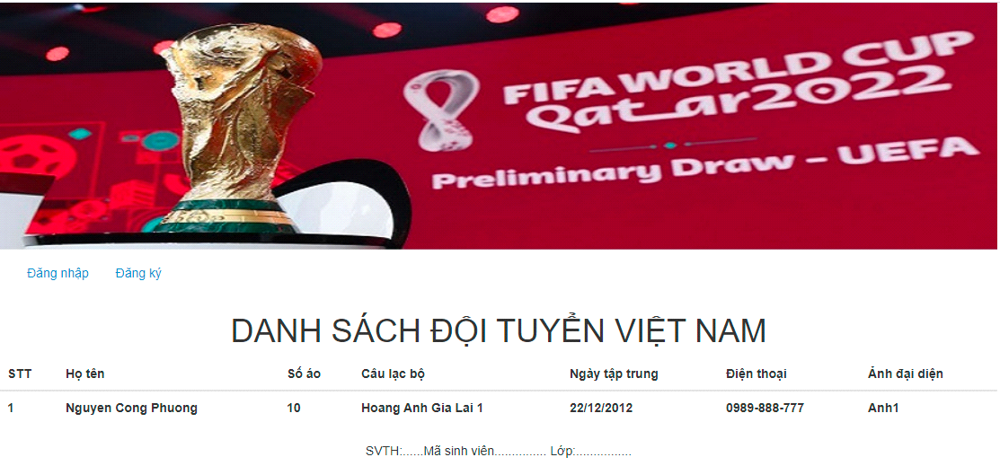 FIFA WORLD CUP
Qatar2022
Preliminary Draw – UEFA
Đăng nhập Đăng ký
DANH SÁCH ĐỘI TUYỂN VIỆT NAM
STT Họ tên Số áo Câu lạc bộ Ngày tập trung Điện thoại Ảnh đại diện
1 Nguyen Cong Phuong 10 Hoang Anh Gia Lai 1 22/12/2012 0989-888-777 Anh1
SVTH:......Mã sinh viên............... Lớp:................